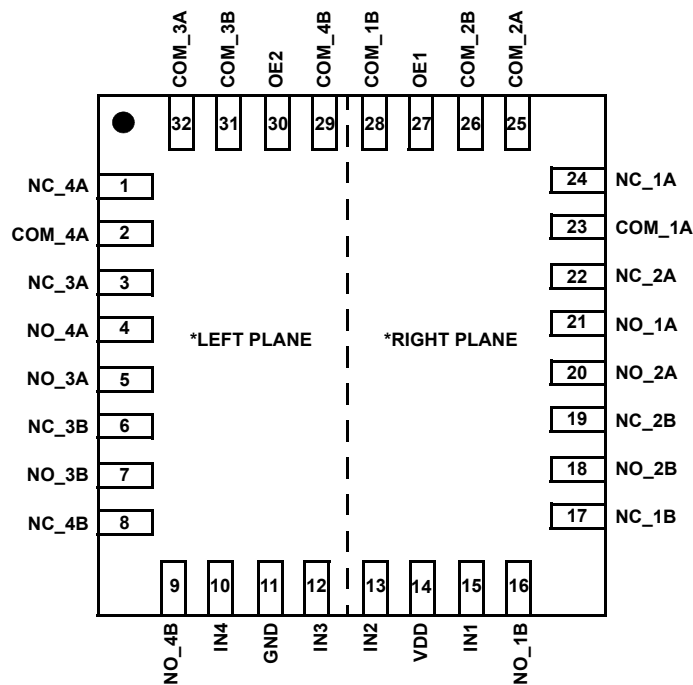 COM_3A
COM_3B
OE2
COM_4B
COM_1B
OE1
COM_2B
COM_2A
32
31
30
29
28
27
26
25
NC_4A 1
COM_4A 2
NC_3A 3
NO_4A 4
NO_3A 5
NC_3B 6
NO_3B 7
NC_4B 8
*LEFT PLANE
*RIGHT PLANE
24 NC_1A
23 COM_1A
22 NC_2A
21 NO_1A
20 NO_2A
19 NC_2B
18 NO_2B
17 NC_1B
9
10
11
12
13
14
15
16
NO_4B
IN4
GND
IN3
IN2
VDD
IN1
NO_1B